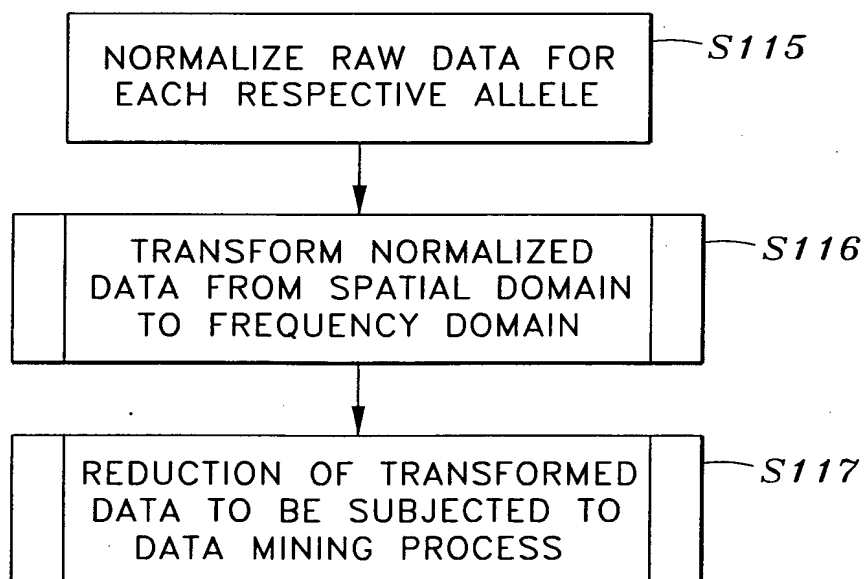 NORMALIZE RAW DATA FOR
EACH RESPECTIVE ALLELE
S115
TRANSFORM NORMALIZED
DATA FROM SPATIAL DOMAIN
TO FREQUENCY DOMAIN
S116
REDUCTION OF TRANSFORMED
DATA TO BE SUBJECTED TO
DATA MINING PROCESS
S117